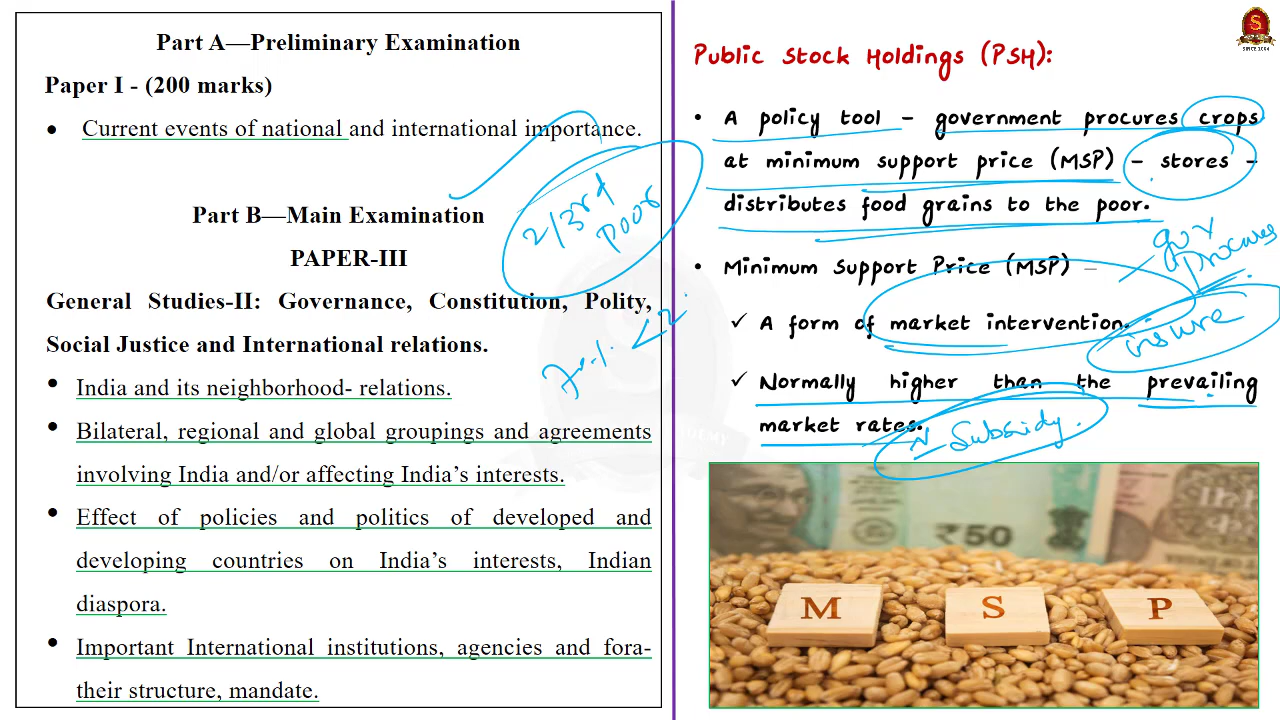 Part A—Preliminary Examination
Paper I - (200 marks)
• Current events of national and international importance.
Part B—Main Examination
PAPER-III
General Studies-II: Governance, Constitution, Polity,
Social Justice and International relations.
• India and its neighborhood- relations.
• Bilateral, regional and global groupings and agreements
involving India and/or affecting India's interests.
• Effect of policies and politics of developed and
developing countries on India's interests, Indian
diaspora.
• Important International institutions, agencies and fora-
their structure, mandate.
2/3rd
poor
<2.
Public Stock Holdings (PSH):
• A policy tool – government procures crops
at minimum support price (MSP) – stores –
distributes food grains to the poor.
• Minimum Support Price (MSP) –
✓ A form of market intervention.
✓ Normally higher than the prevailing
market rates.
gov
procures
insure
Subsidy.
₹50
M S P
S
SINCE 2004